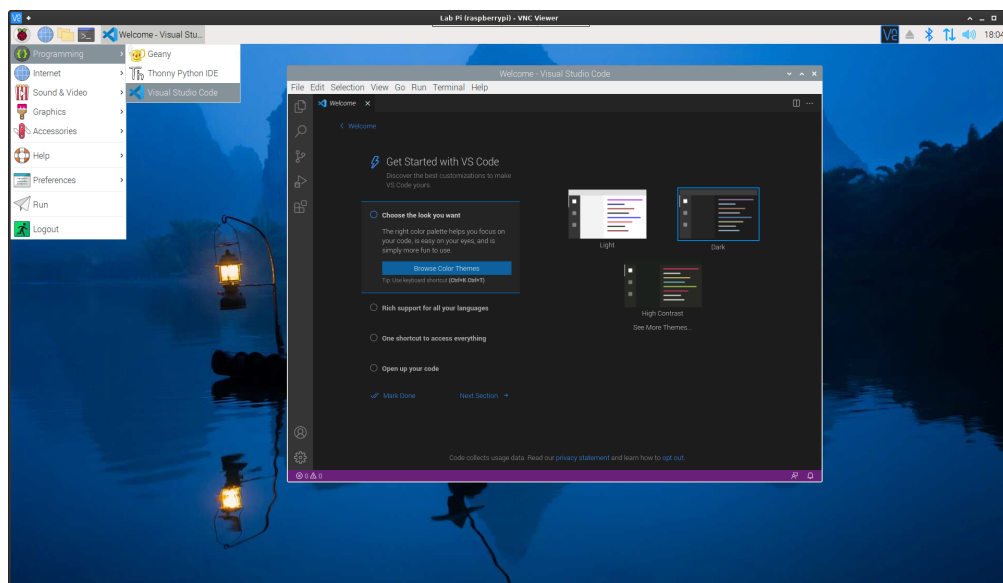 Lab Pi (raspberrypi) - VNC Viewer
Welcome - Visual Stu...
18:04
Programming
Internet
Sound & Video
Graphics
Accessories
Help
Preferences
Run
Logout
Geany
Thonny Python IDE
Visual Studio Code
Welcome - Visual Studio Code
File Edit Selection View Go Run Terminal Help
Welcome
Welcome
Get Started with VS Code
Discover the best customizations to make
VS Code yours.
Choose the look you want
The right color palette helps you focus on
your code, is easy on your eyes, and is
simply more fun to use.
Browse Color Themes
Tip: Use keyboard shortcut (Ctrl+K Ctrl+T)
Rich support for all your languages
One shortcut to access everything
Open up your code
Mark Done
Next Section
Light
Dark
High Contrast
See More Themes...
Code collects usage data. Read our privacy statement and learn how to opt out.
0 0